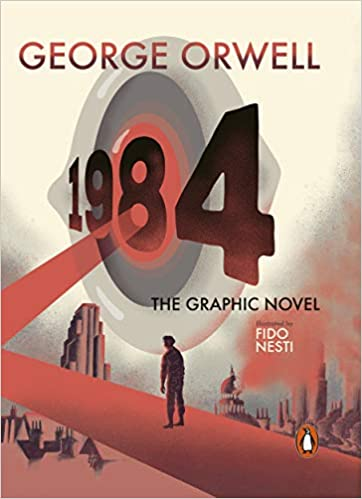 GEORGE ORWELL
1984
THE GRAPHIC NOVEL
Illustrated by
FIDO
NESTI